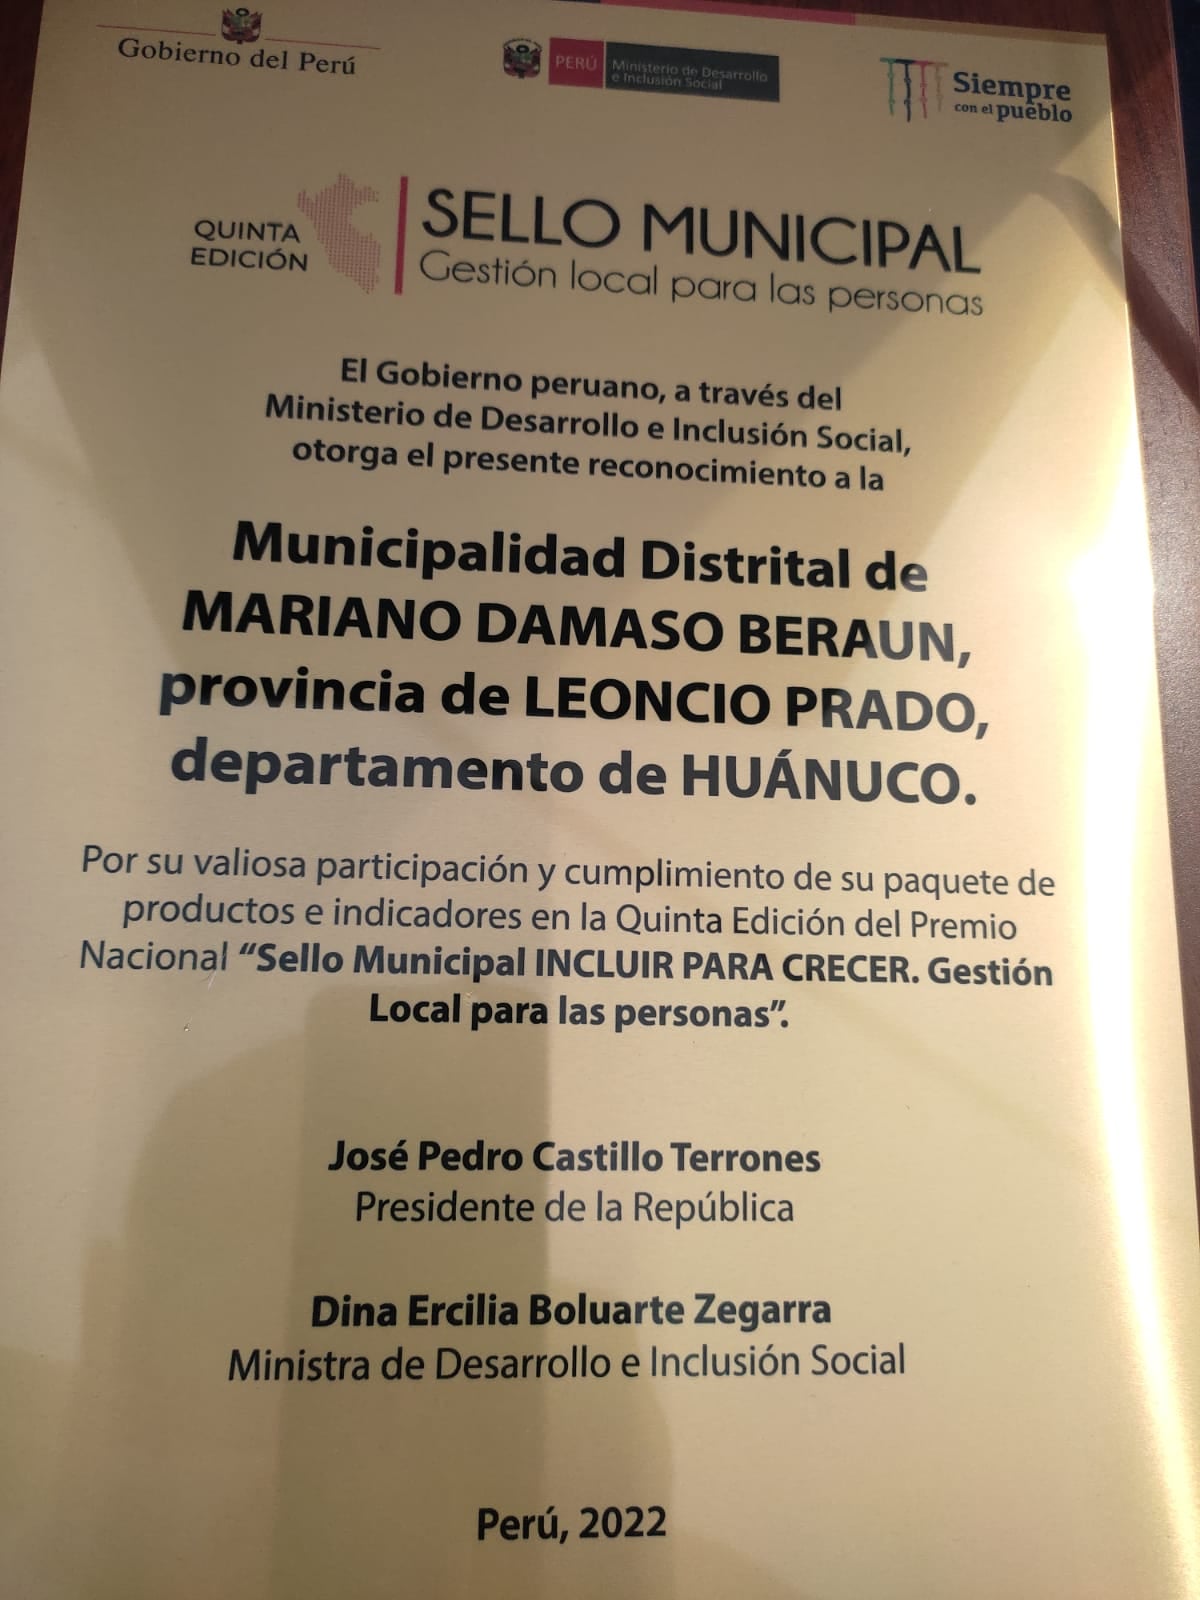 Gobierno del Perú
PERÚ
Ministerio de Desarrollo
e Inclusión Social
Siempre
con el pueblo
QUINTA
EDICIÓN
SELLO MUNICIPAL
Gestión local para las personas
El Gobierno peruano, a través del
Ministerio de Desarrollo e Inclusión Social,
otorga el presente reconocimiento a la
Municipalidad Distrital de
MARIANO DAMASO BERAUN,
provincia de LEONCIO PRADO,
departamento de HUÁNUCO.
Por su valiosa participación y cumplimiento de su paquete de
productos e indicadores en la Quinta Edición del Premio
Nacional “Sello Municipal INCLUIR PARA CRECER. Gestión
Local para las personas”.
José Pedro Castillo Terrones
Presidente de la República
Dina Ercilia Boluarte Zegarra
Ministra de Desarrollo e Inclusión Social
Perú, 2022